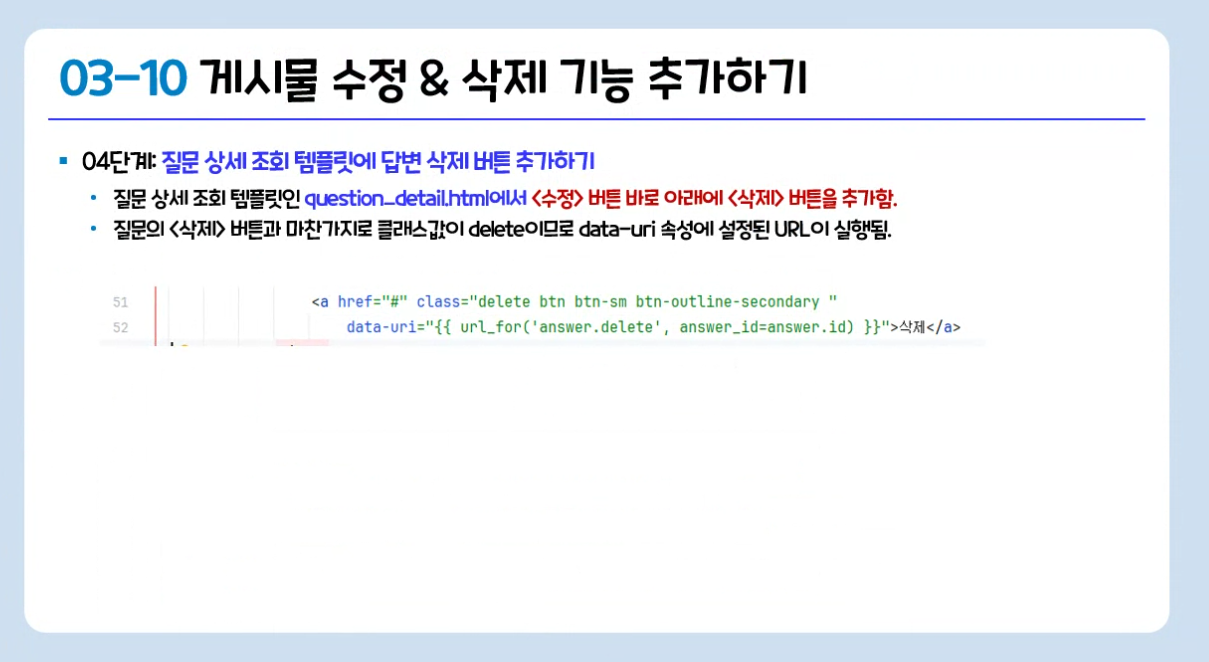 03-10 게시물 수정 & 삭제 기능 추가하기
04단계: 질문 상세 조회 템플릿에 답변 삭제 버튼 추가하기
질문 상세 조회 템플릿인 question_detail.html에서 <수정> 버튼 바로 아래에 <삭제> 버튼을 추가함.
질문의 <삭제> 버튼과 마찬가지로 클래스값이 delete이므로 data-uri 속성에 설정된 URL이 실행됨.
51 <a href="#" class="delete btn btn-sm btn-outline-secondary "
52 data-uri="{{ url_for('answer.delete', answer_id=answer.id) }}">삭제</a>